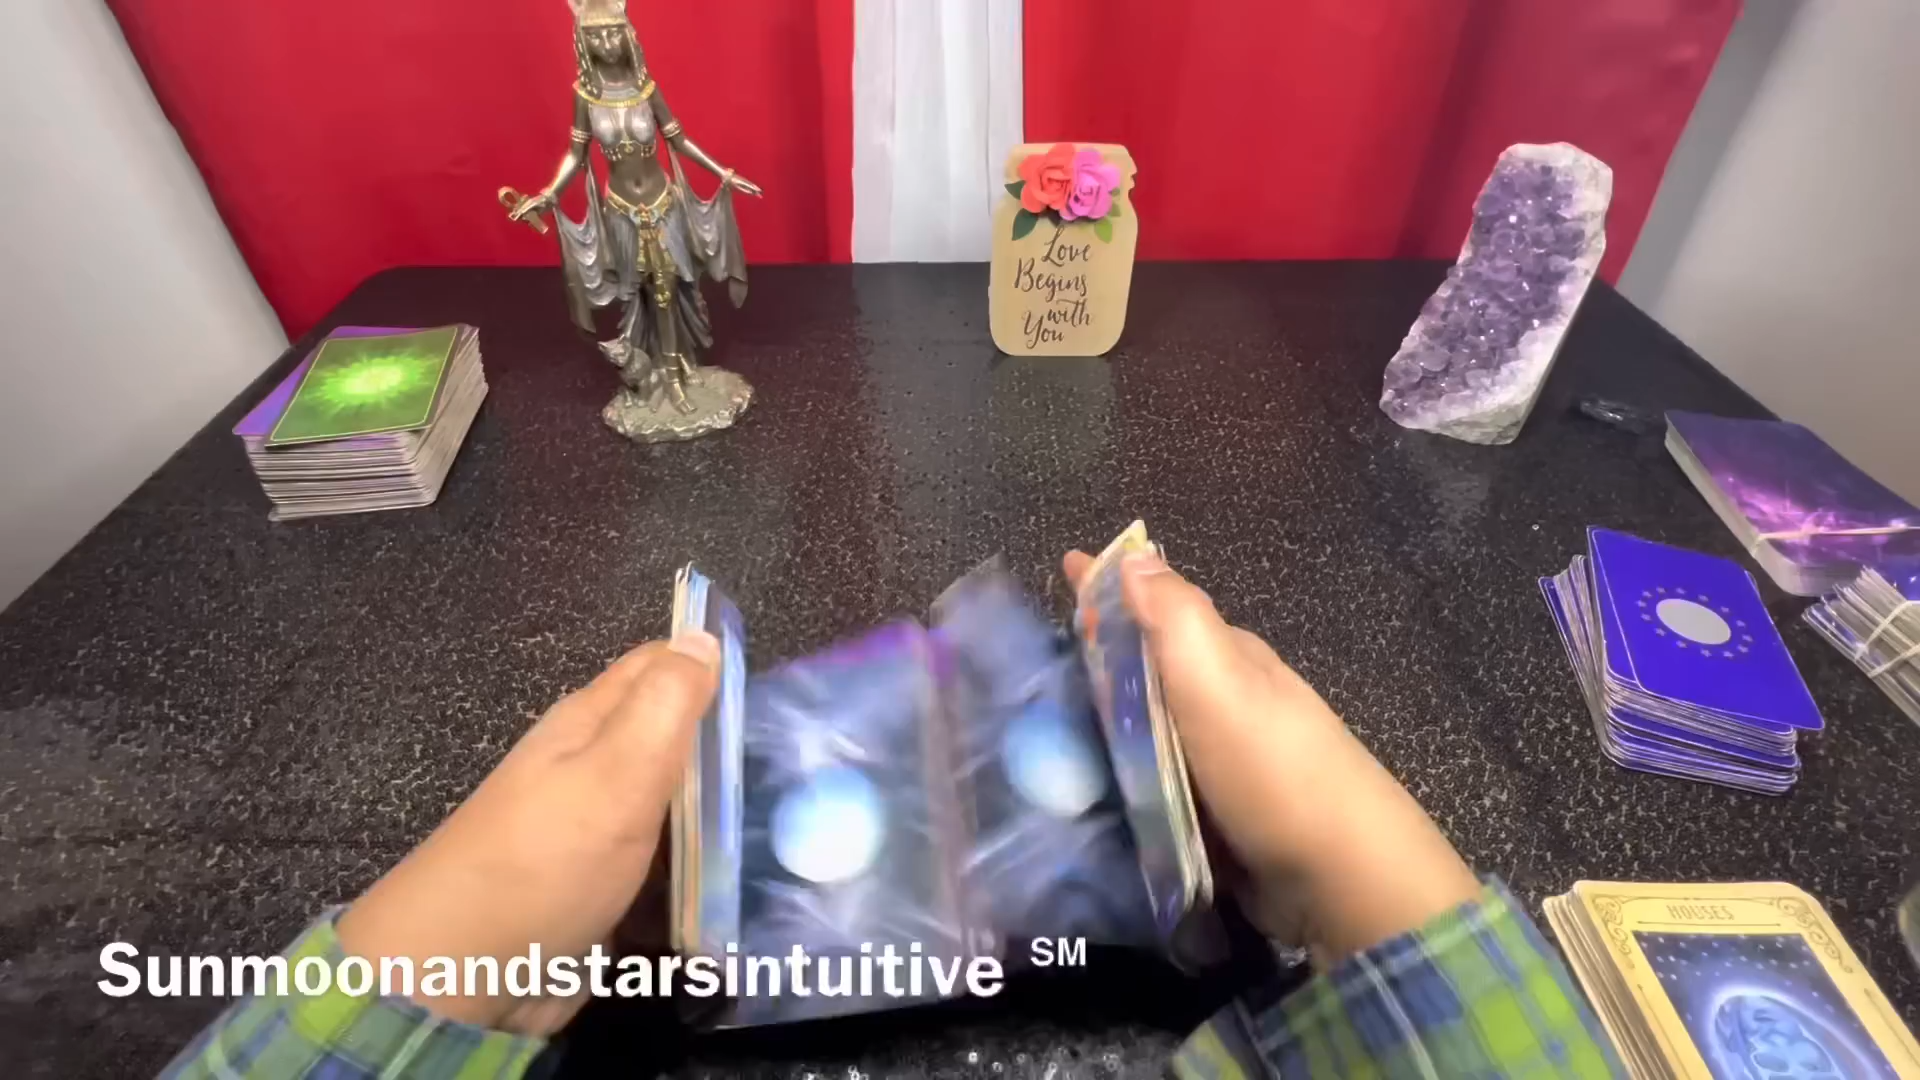 Love
Begins
with
You
HOUSES
Sunmoonandstarsintuitive SM